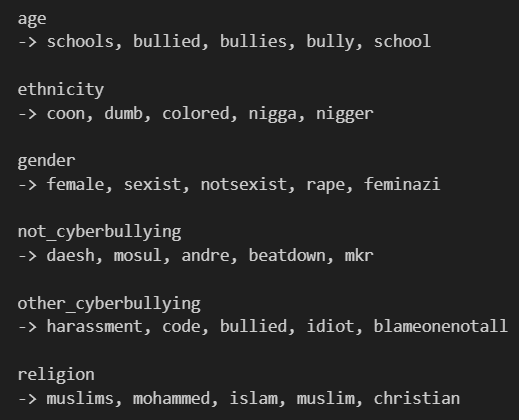 age
-> schools, bullied, bullies, bully, school
ethnicity
-> coon, dumb, colored, nigga, nigger
gender
-> female, sexist, notsexist, rape, feminazi
not_cyberbullying
-> daesh, mosul, andre, beatdown, mkr
other_cyberbullying
-> harassment, code, bullied, idiot, blameonenotall
religion
-> muslims, mohammed, islam, muslim, christian